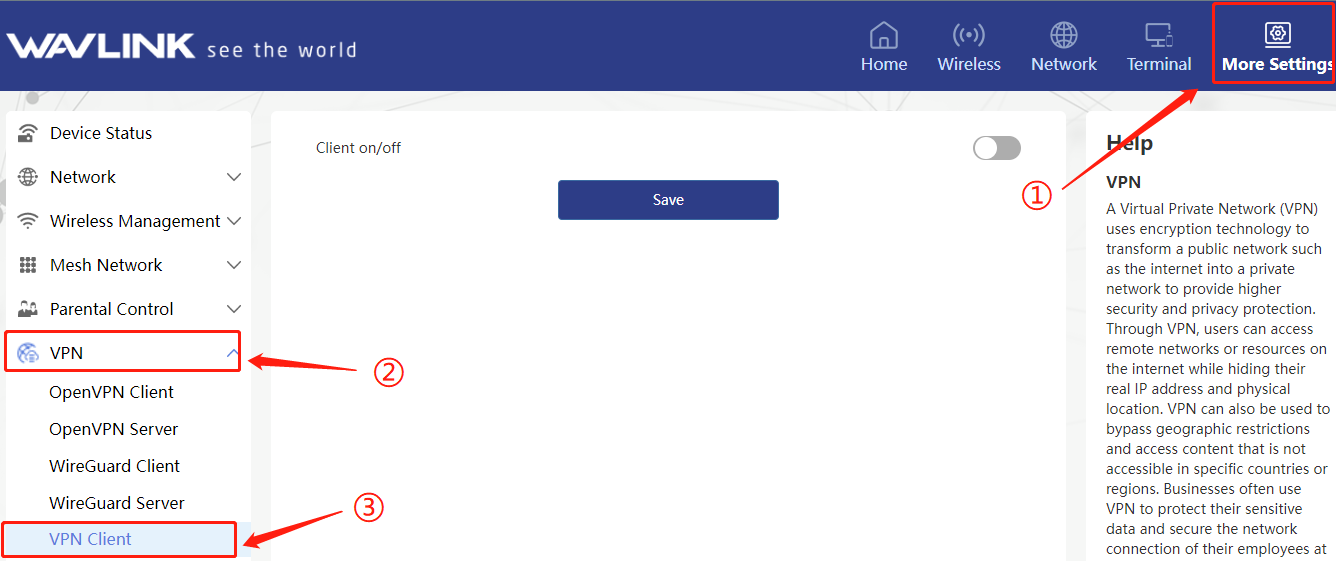 WAVLINK see the world
Home
Wireless
Network
Terminal
More Settings
Device Status
Network
Wireless Management
Mesh Network
Parental Control
VPN
OpenVPN Client
OpenVPN Server
WireGuard Client
WireGuard Server
VPN Client
Client on/off
Save
①
②
③
Help
VPN
A Virtual Private Network (VPN)
uses encryption technology to
transform a public network such
as the internet into a private
network to provide higher
security and privacy protection.
Through VPN, users can access
remote networks or resources on
the internet while hiding their
real IP address and physical
location. VPN can also be used to
bypass geographic restrictions
and access content that is not
accessible in specific countries or
regions. Businesses often use
VPN to protect their sensitive
data and secure the network
connection of their employees at